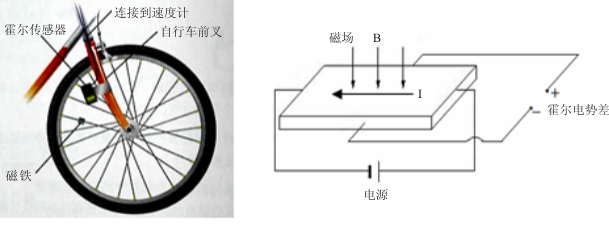 连接到速度计
霍尔传感器
自行车前叉
磁铁
磁场 B
I
+
- 霍尔电势差
电源